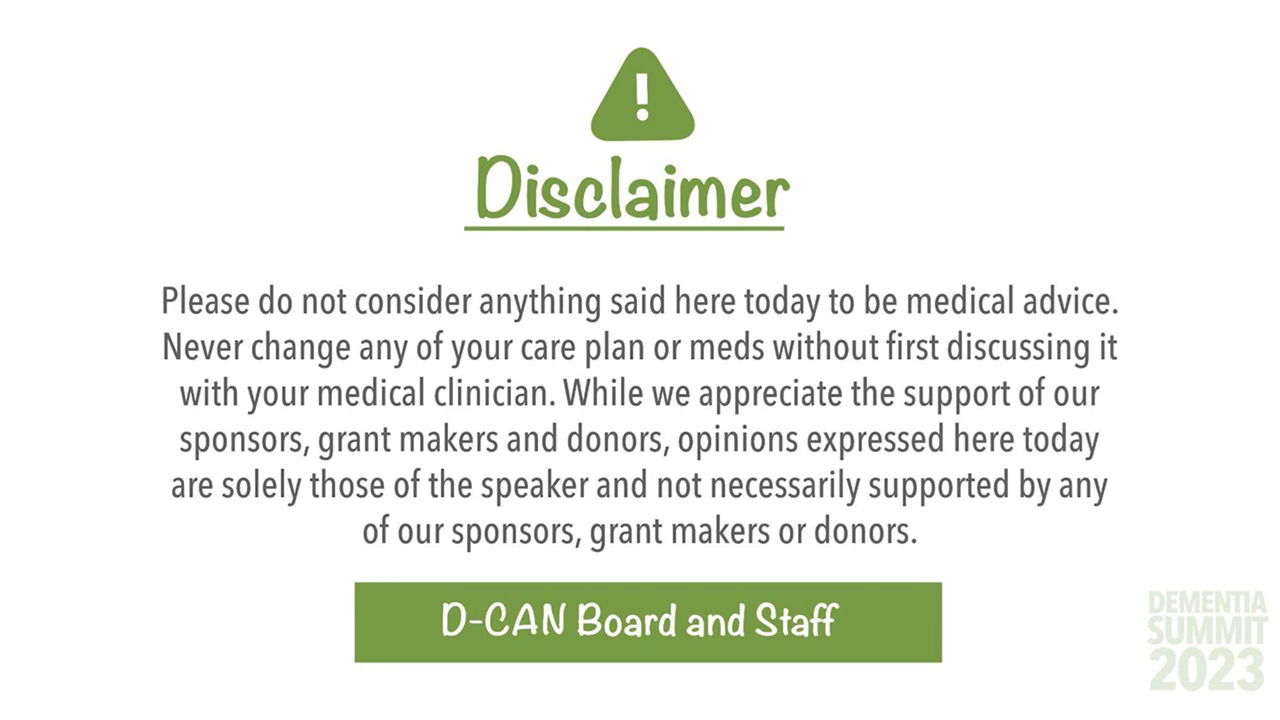 !
Disclaimer
Please do not consider anything said here today to be medical advice.
Never change any of your care plan or meds without first discussing it
with your medical clinician. While we appreciate the support of our
sponsors, grant makers and donors, opinions expressed here today
are solely those of the speaker and not necessarily supported by any
of our sponsors, grant makers or donors.
D-CAN Board and Staff
DEMENTIA
SUMMIT
2023